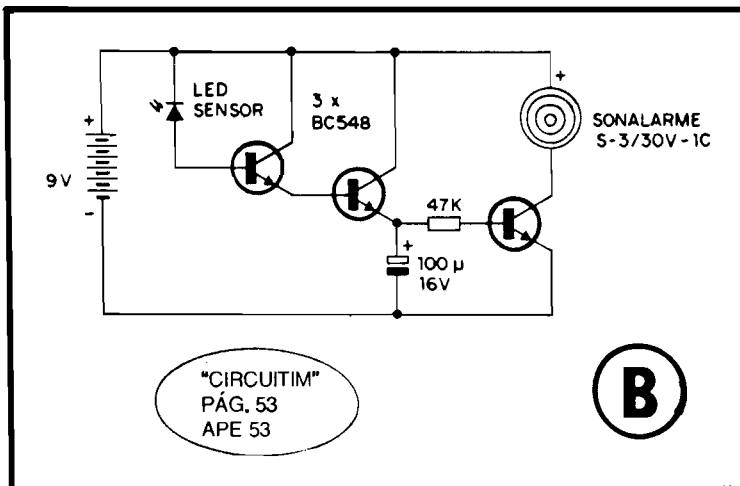 LED
SENSOR
3 x
BC548
+
SONALARME
S-3/30V-1C
+
9V
-
47K
+
100 µ
16V
"CIRCUITIM"
PÁG. 53
APE 53
B